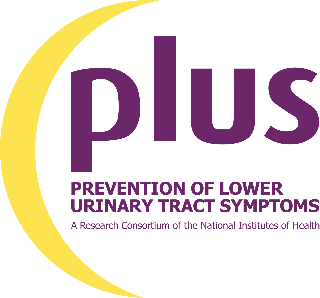 plus
PREVENTION OF LOWER
URINARY TRACT SYMPTOMS
A Research Consortium of the National Institutes of Health